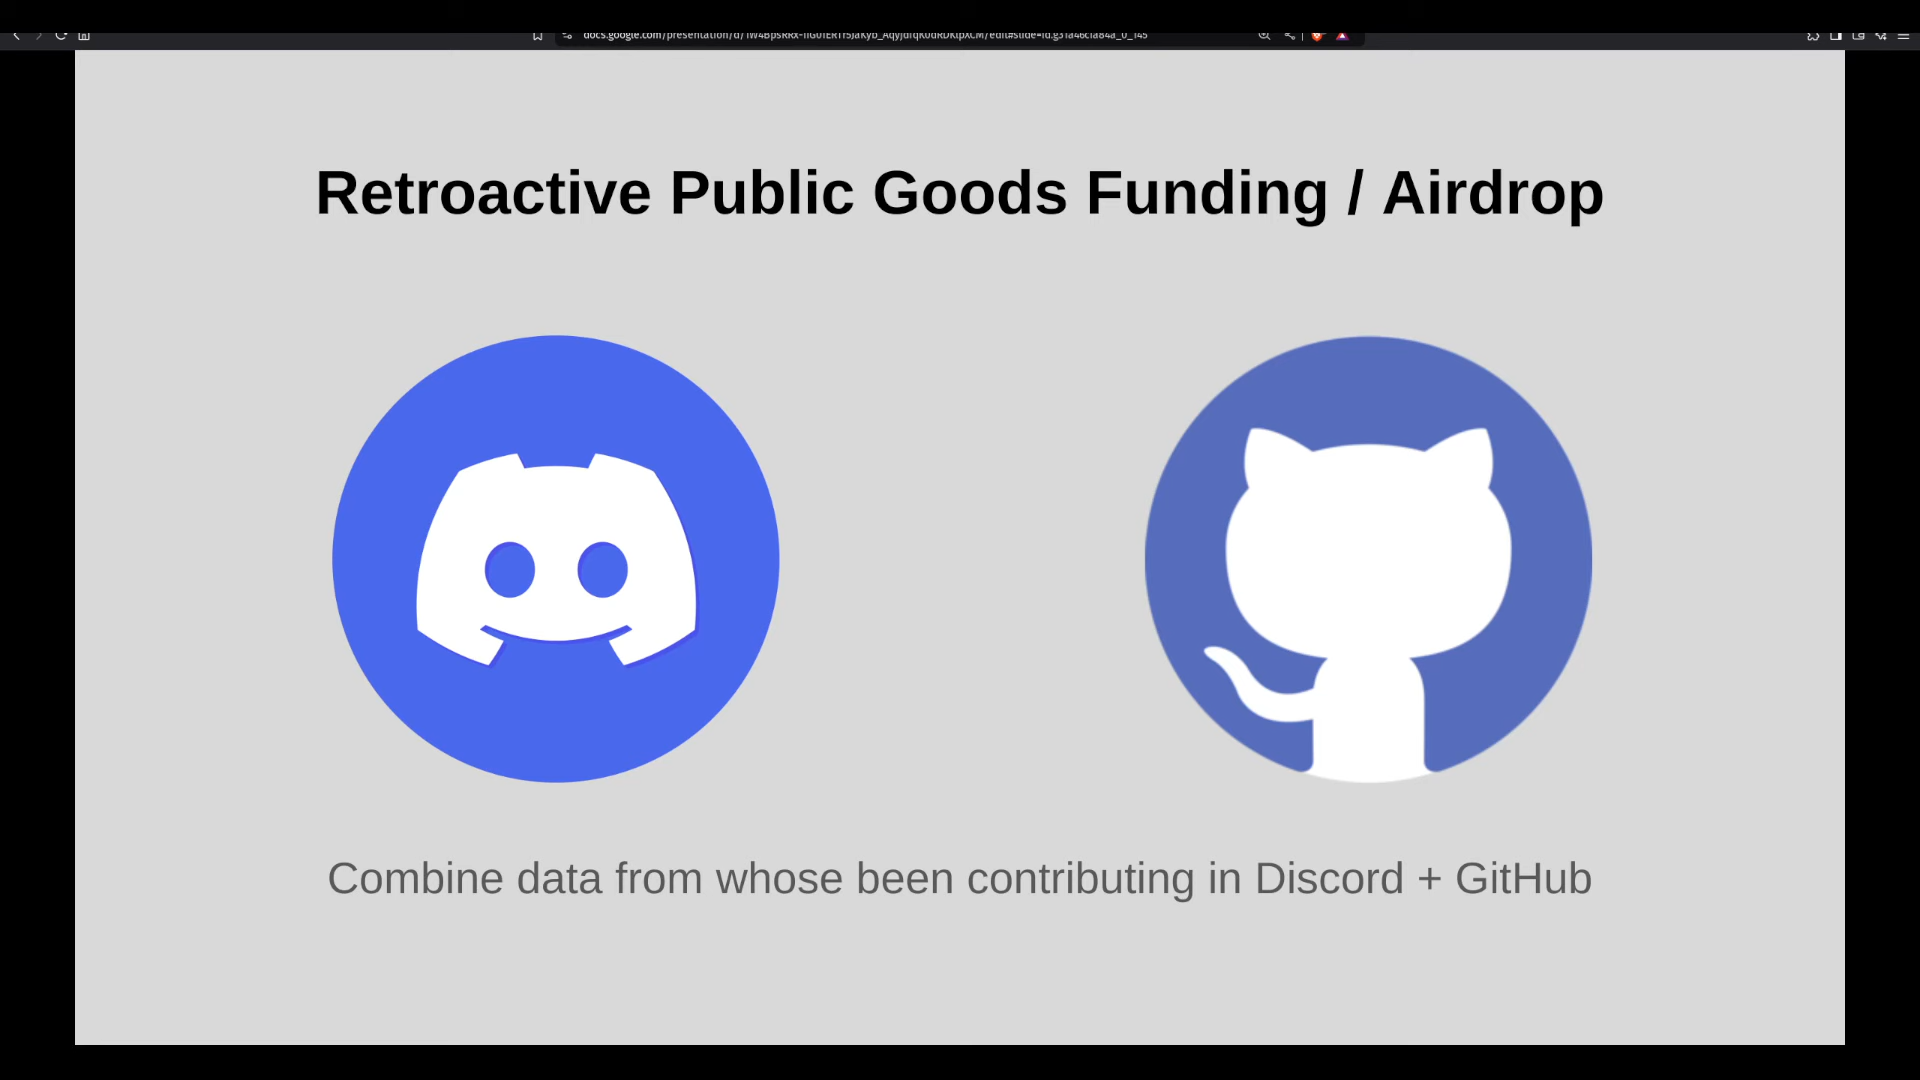 Retroactive Public Goods Funding / Airdrop
Combine data from whose been contributing in Discord + GitHub